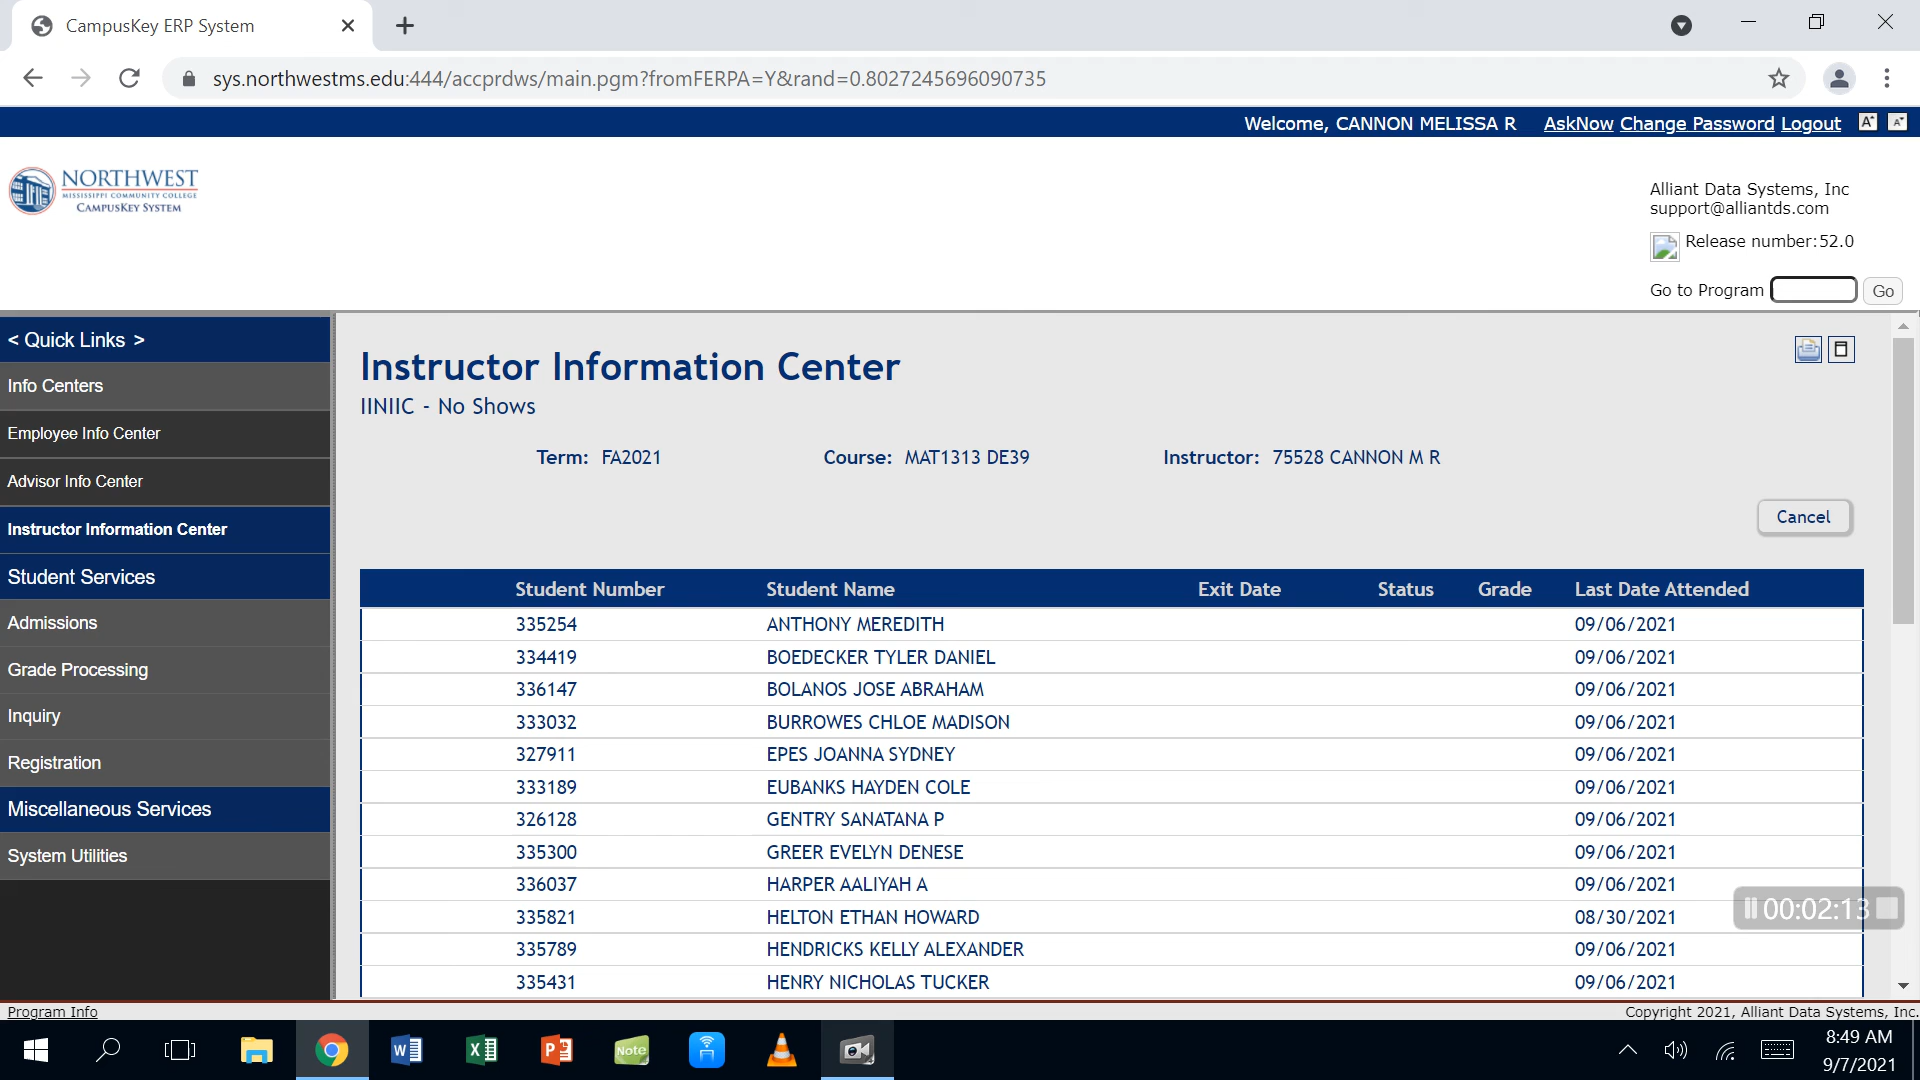 CampusKey ERP System
sys.northwestms.edu:444/accprdws/main.pgm?fromFERPA=Y&rand=0.8027245696090735
Welcome, CANNON MELISSA R AskNow Change Password Logout A+ A-
NORTHWEST
MISSISSIPPI COMMUNITY COLLEGE
CAMPUSKEY SYSTEM
Alliant Data Systems, Inc
support@alliantds.com
Release number:52.0
Go to Program Go
< Quick Links >
Info Centers
Employee Info Center
Advisor Info Center
Instructor Information Center
Student Services
Admissions
Grade Processing
Inquiry
Registration
Miscellaneous Services
System Utilities
Instructor Information Center
IINIIC - No Shows
Term: FA2021 Course: MAT1313 DE39 Instructor: 75528 CANNON M R
Cancel
Student Number Student Name Exit Date Status Grade Last Date Attended
335254 ANTHONY MEREDITH 09/06/2021
334419 BOEDECKER TYLER DANIEL 09/06/2021
336147 BOLANOS JOSE ABRAHAM 09/06/2021
333032 BURROWES CHLOE MADISON 09/06/2021
327911 EPES JOANNA SYDNEY 09/06/2021
333189 EUBANKS HAYDEN COLE 09/06/2021
326128 GENTRY SANATANA P 09/06/2021
335300 GREER EVELYN DENESE 09/06/2021
336037 HARPER AALIYAH A 09/06/2021
335821 HELTON ETHAN HOWARD 08/30/2021
335789 HENDRICKS KELLY ALEXANDER 09/06/2021
335431 HENRY NICHOLAS TUCKER 09/06/2021
00:02:13
Program Info
Copyright 2021, Alliant Data Systems, Inc.
Note
8:49 AM
9/7/2021